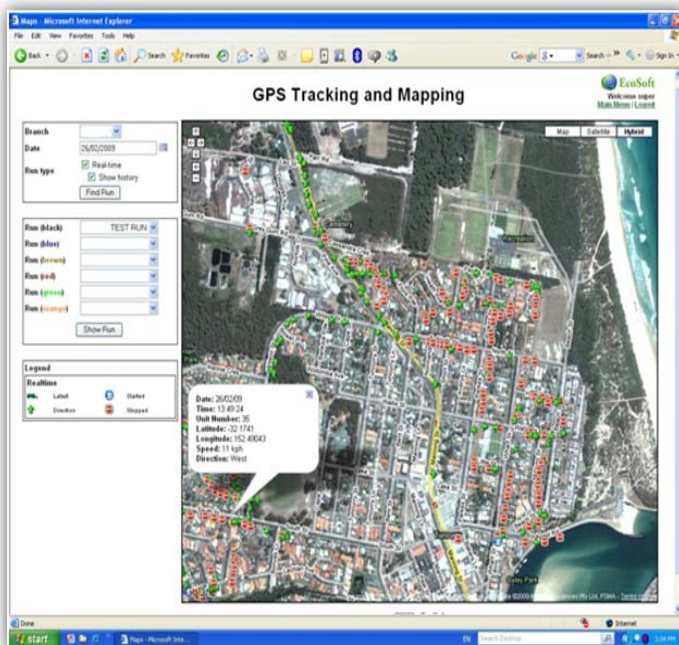 Maps - Microsoft Internet Explorer
File Edit View Favorites Tools Help
Back Search Favorites Google Search Sign In
EcoSoft
Welcome super
Main Menu | Logout
GPS Tracking and Mapping
Branch
Date 26/02/2009
Run type Real-time
Show history
Find Run
Run (black) TEST RUN
Run (blue)
Run (brown)
Run (red)
Run (green)
Run (orange)
Show Run
Legend
Realtime
Latest Started
Direction Stopped
Map Satellite Hybrid
Cemetery
Recreation
Date: 26/02/09
Time: 13:49:24
Unit Number: 35
Latitude: -32.1741
Longitude: 152.49043
Speed: 11 kph
Direction: West
Done Internet
start Maps - Microsoft Inte... EN Search Desktop 5:04 PM